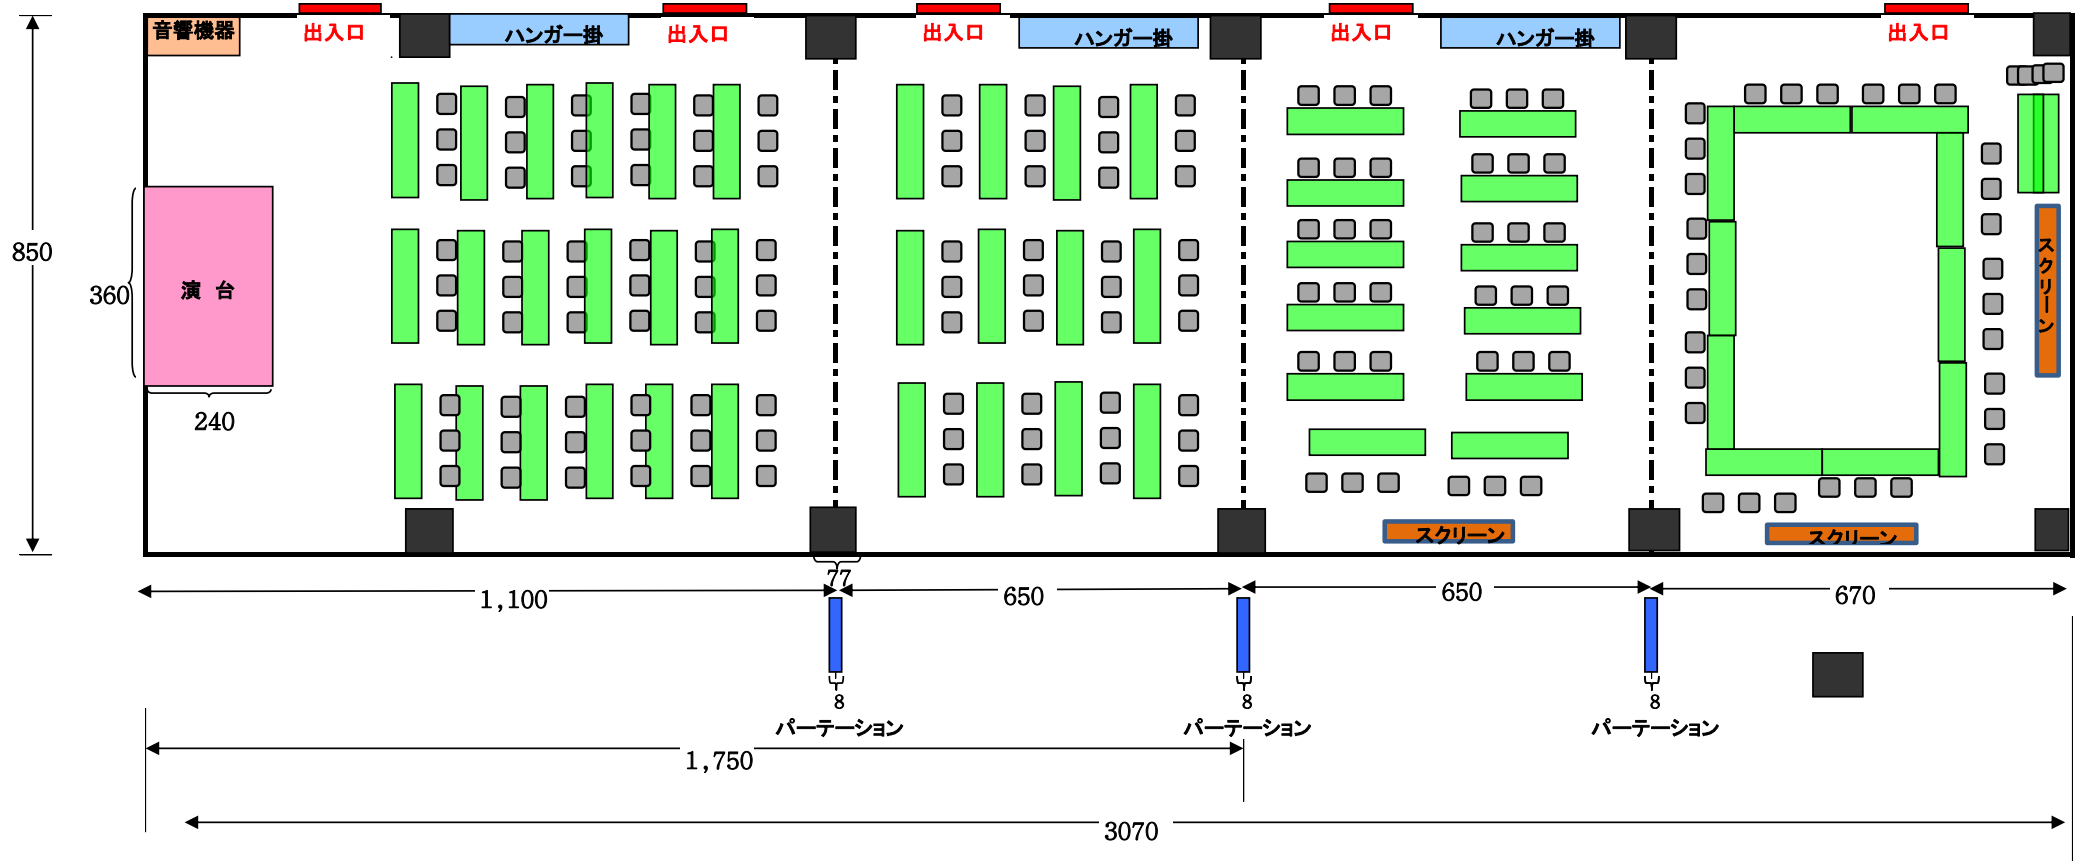 音響機器
出入口
ハンガー掛
出入口
出入口
ハンガー掛
出入口
ハンガー掛
出入口
850
360
演 台
240
スクリーン
スクリーン
スクリーン
77
1,100
650
650
670
8
8
8
パーテーション
パーテーション
パーテーション
1,750
3070